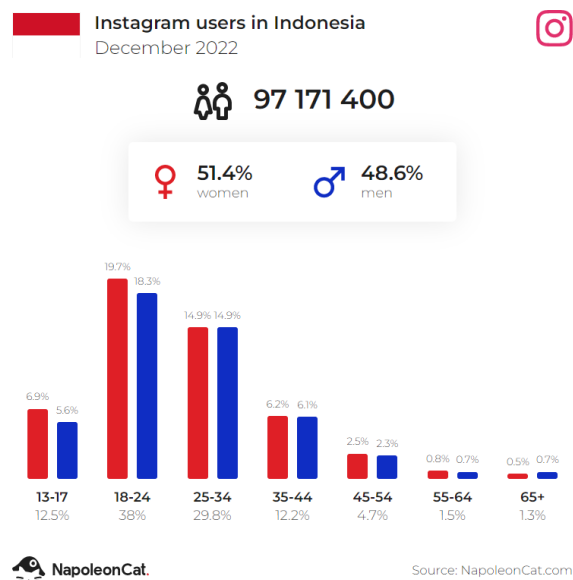 Instagram users in Indonesia
December 2022
97 171 400
51.4%
women
48.6%
men
19.7%
18.3%
14.9% 14.9%
6.9%
5.6%
6.2% 6.1%
2.5% 2.3%
0.8% 0.7%
0.5% 0.7%
13-17 18-24 25-34 35-44 45-54 55-64 65+
12.5% 38% 29.8% 12.2% 4.7% 1.5% 1.3%
NapoleonCat.
Source: NapoleonCat.com